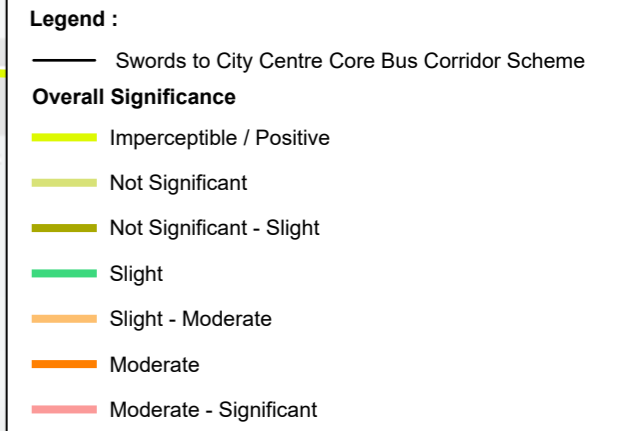 Legend :
Swords to City Centre Core Bus Corridor Scheme
Overall Significance
Imperceptible / Positive
Not Significant
Not Significant - Slight
Slight
Slight - Moderate
Moderate
Moderate - Significant